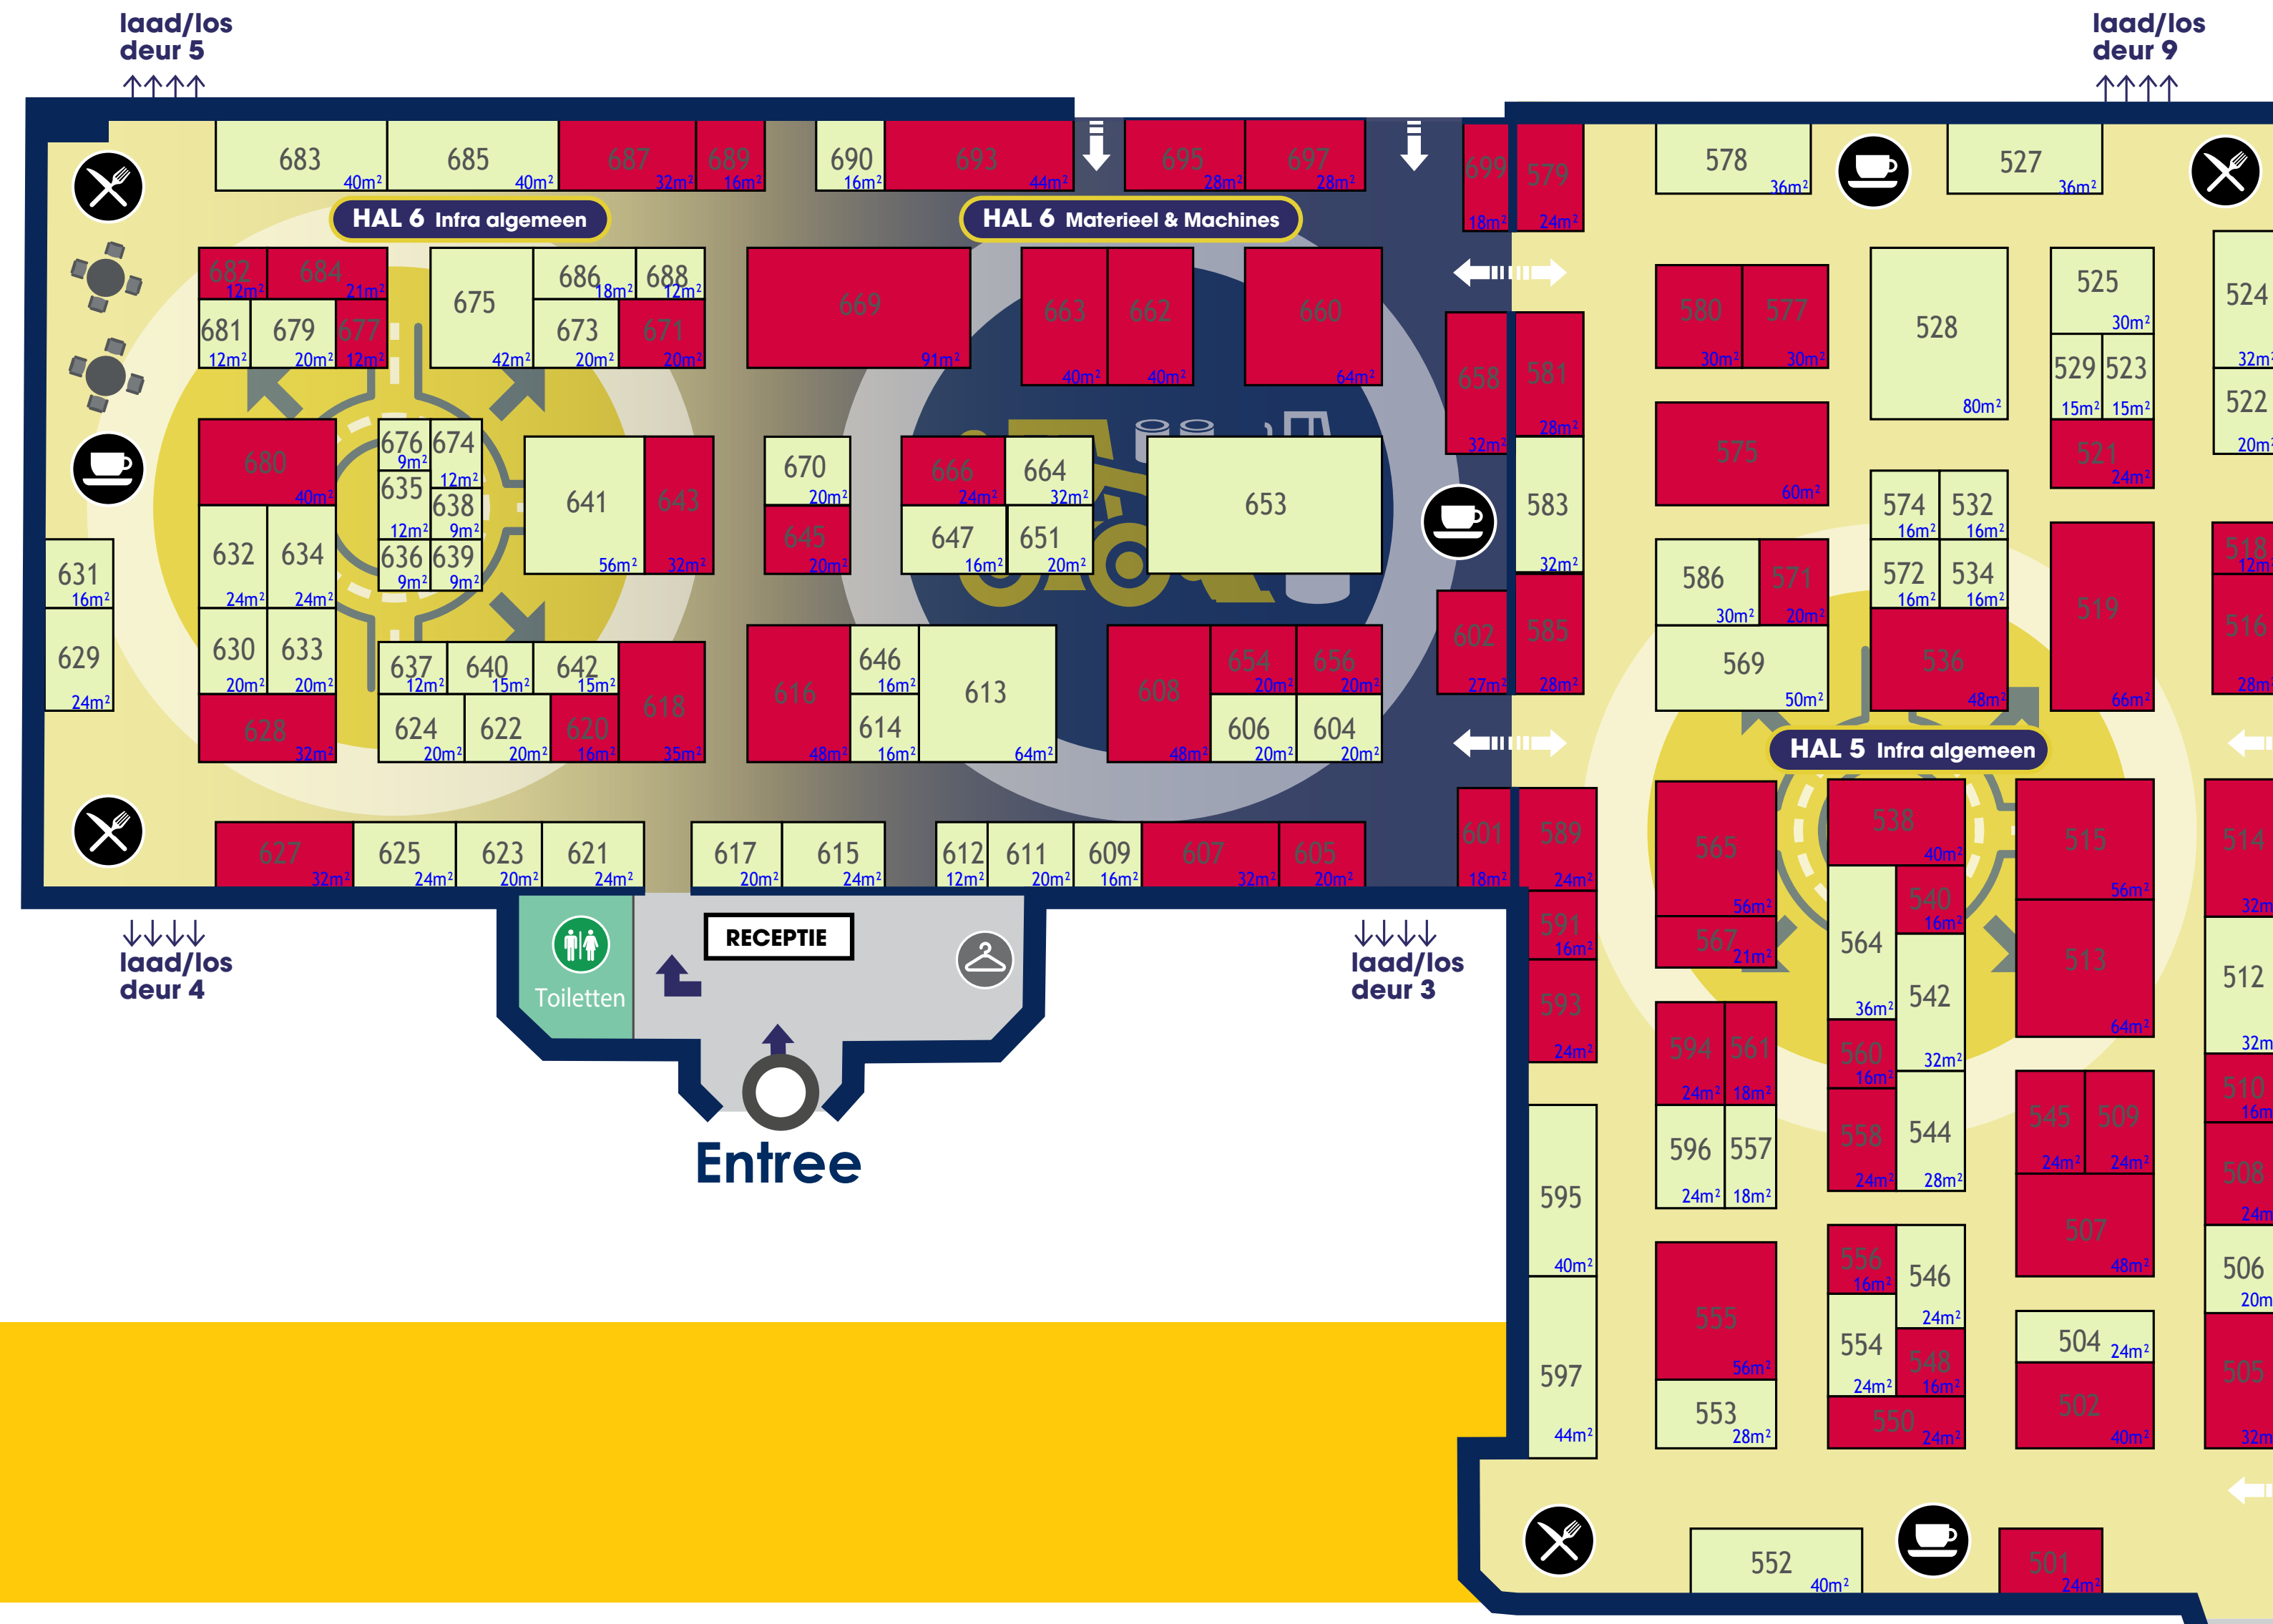 laad/los
deur 5
laad/los
deur 9
683
40m²
685
40m²
687
32m²
689
16m²
690
16m²
693
44m²
695
28m²
697
28m²
699
18m²
579
24m²
578
36m²
527
36m²
HAL 6 Infra algemeen
HAL 6 Materieel & Machines
682
12m²
684
21m²
681
12m²
679
20m²
677
12m²
675
42m²
686
18m²
688
12m²
673
20m²
671
20m²
669
91m²
663
40m²
662
40m²
660
64m²
658
32m²
581
28m²
580
30m²
577
30m²
528
80m²
525
30m²
529
15m²
523
15m²
521
24m²
524
32m²
522
20m²
575
60m²
680
40m²
676
9m²
674
12m²
635
12m²
638
9m²
636
9m²
639
9m²
641
56m²
643
32m²
670
20m²
645
20m²
666
24m²
664
32m²
647
16m²
651
20m²
653
583
32m²
574
16m²
532
16m²
572
16m²
534
16m²
586
30m²
571
20m²
569
50m²
536
48m²
519
66m²
518
12m²
516
28m²
631
16m²
629
24m²
632
24m²
634
24m²
630
20m²
633
20m²
628
32m²
637
12m²
640
15m²
642
15m²
618
35m²
624
20m²
622
20m²
620
16m²
616
48m²
646
16m²
614
16m²
613
64m²
608
48m²
654
20m²
656
20m²
606
20m²
604
20m²
602
27m²
585
28m²
HAL 5 Infra algemeen
627
32m²
625
24m²
623
20m²
621
24m²
617
20m²
615
24m²
612
12m²
611
20m²
609
16m²
607
32m²
605
20m²
601
18m²
589
24m²
591
16m²
593
24m²
565
56m²
567
21m²
538
40m²
540
16m²
564
36m²
542
32m²
560
16m²
558
24m²
544
28m²
515
56m²
513
64m²
514
32m
512
32m
510
16m
508
24m
506
20m
505
32m
laad/los
deur 4
Toiletten
RECEPTIE
laad/los
deur 3
Entree
594
24m²
561
18m²
596
24m²
557
18m²
545
24m²
509
24m²
507
48m²
595
40m²
597
44m²
555
56m²
553
28m²
556
16m²
546
24m²
554
24m²
548
16m²
550
24m²
504
24m²
502
40m²
552
40m²
501
24m²